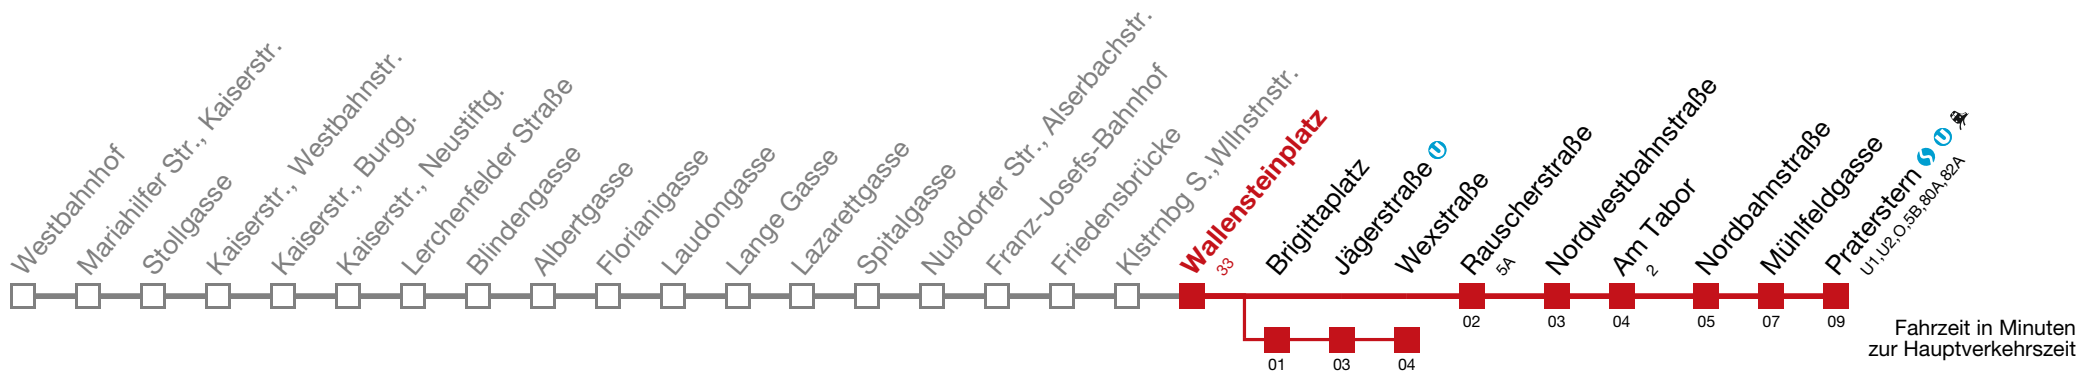 Westbahnhof
Mariahilfer Str., Kaiserstr.
Stollgasse
Kaiserstr., Westbahnstr.
Kaiserstr., Burgg.
Kaiserstr., Neustiftg.
Lerchenfelder Straße
Blindengasse
Albertgasse
Florianigasse
Laudongasse
Lange Gasse
Lazarettgasse
Spitalgasse
Nußdorfer Str., Alserbachstr.
Franz-Josefs-Bahnhof
Friedensbrücke
Klstrnbg S., Wllnstnstr.
Wallensteinplatz
33
Brigittaplatz
Jägerstraße U
Wexstraße
Rauscherstraße
5A
Nordwestbahnstraße
Am Tabor
2
Nordbahnstraße
Mühlfeldgasse
Praterstern S U
U1,U2,O,5B,80A,82A
02 03 04 05 07 09
01 03 04
Fahrzeit in Minuten
zur Hauptverkehrszeit